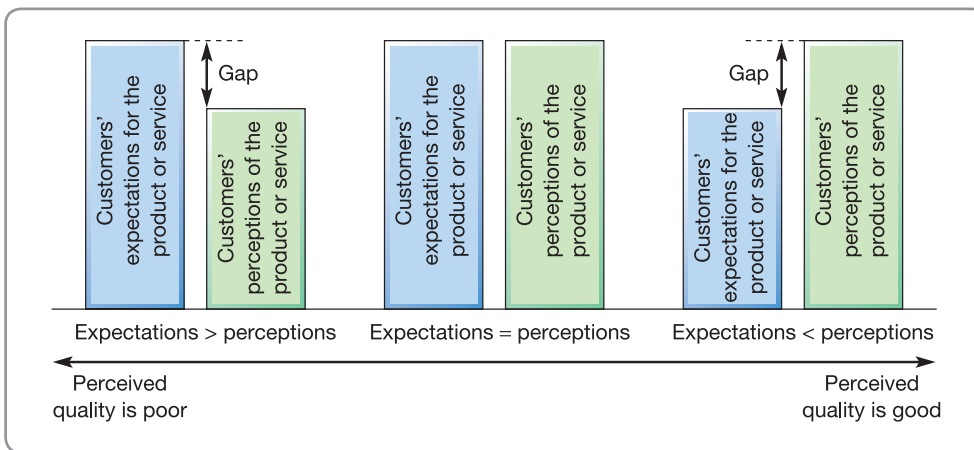 Customers'
expectations for the
product or service
Gap
Customers'
perceptions of the
product or service
Customers'
expectations for the
product or service
Customers'
perceptions of the
product or service
Customers'
expectations for the
product or service
Gap
Customers'
perceptions of the
product or service
Expectations > perceptions
Expectations = perceptions
Expectations < perceptions
Perceived
quality is poor
Perceived
quality is good